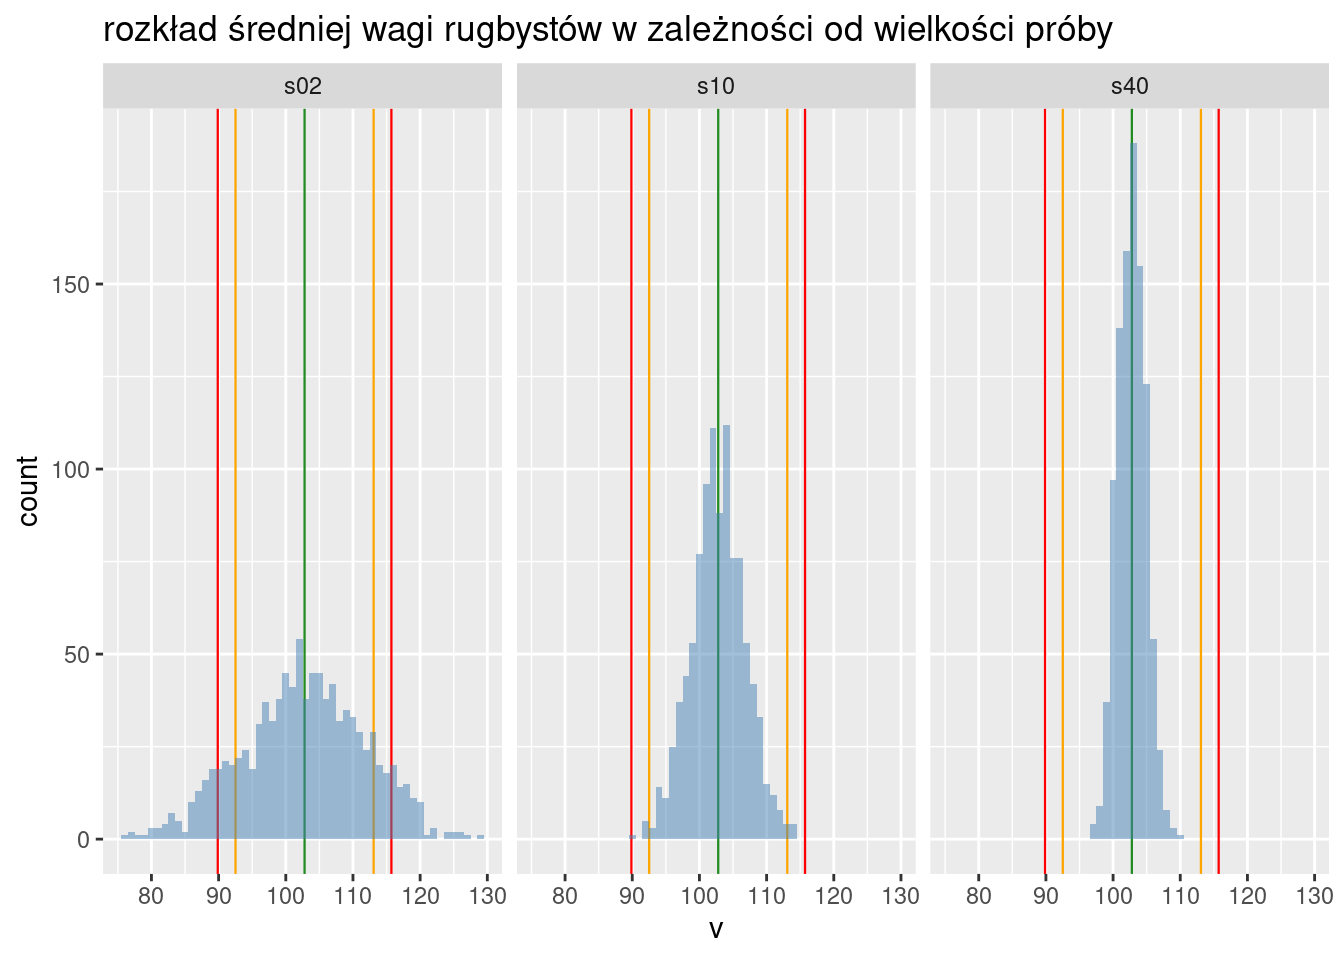 rozkład średniej wagi rugbystów w zależności od wielkości próby
s02 s10 s40
150
100
50
0
count
80 90 100 110 120 130 80 90 100 110 120 130 80 90 100 110 120 130
v